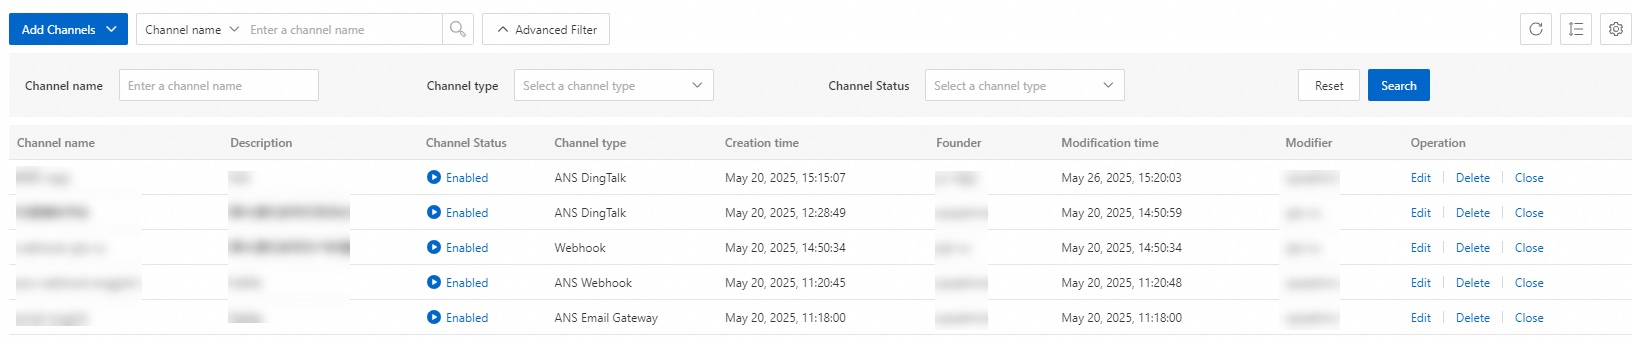 Add Channels Channel name Enter a channel name Advanced Filter
Channel name Enter a channel name Channel type Select a channel type Channel Status Select a channel type Reset Search
Channel name Description Channel Status Channel type Creation time Founder Modification time Modifier Operation
Enabled ANS DingTalk May 20, 2025, 15:15:07 May 26, 2025, 15:20:03 Edit Delete Close
Enabled ANS DingTalk May 20, 2025, 12:28:49 May 20, 2025, 14:50:59 Edit Delete Close
Enabled Webhook May 20, 2025, 14:50:34 May 20, 2025, 14:50:34 Edit Delete Close
Enabled ANS Webhook May 20, 2025, 11:20:45 May 20, 2025, 11:20:48 Edit Delete Close
Enabled ANS Email Gateway May 20, 2025, 11:18:00 May 20, 2025, 11:18:00 Edit Delete Close